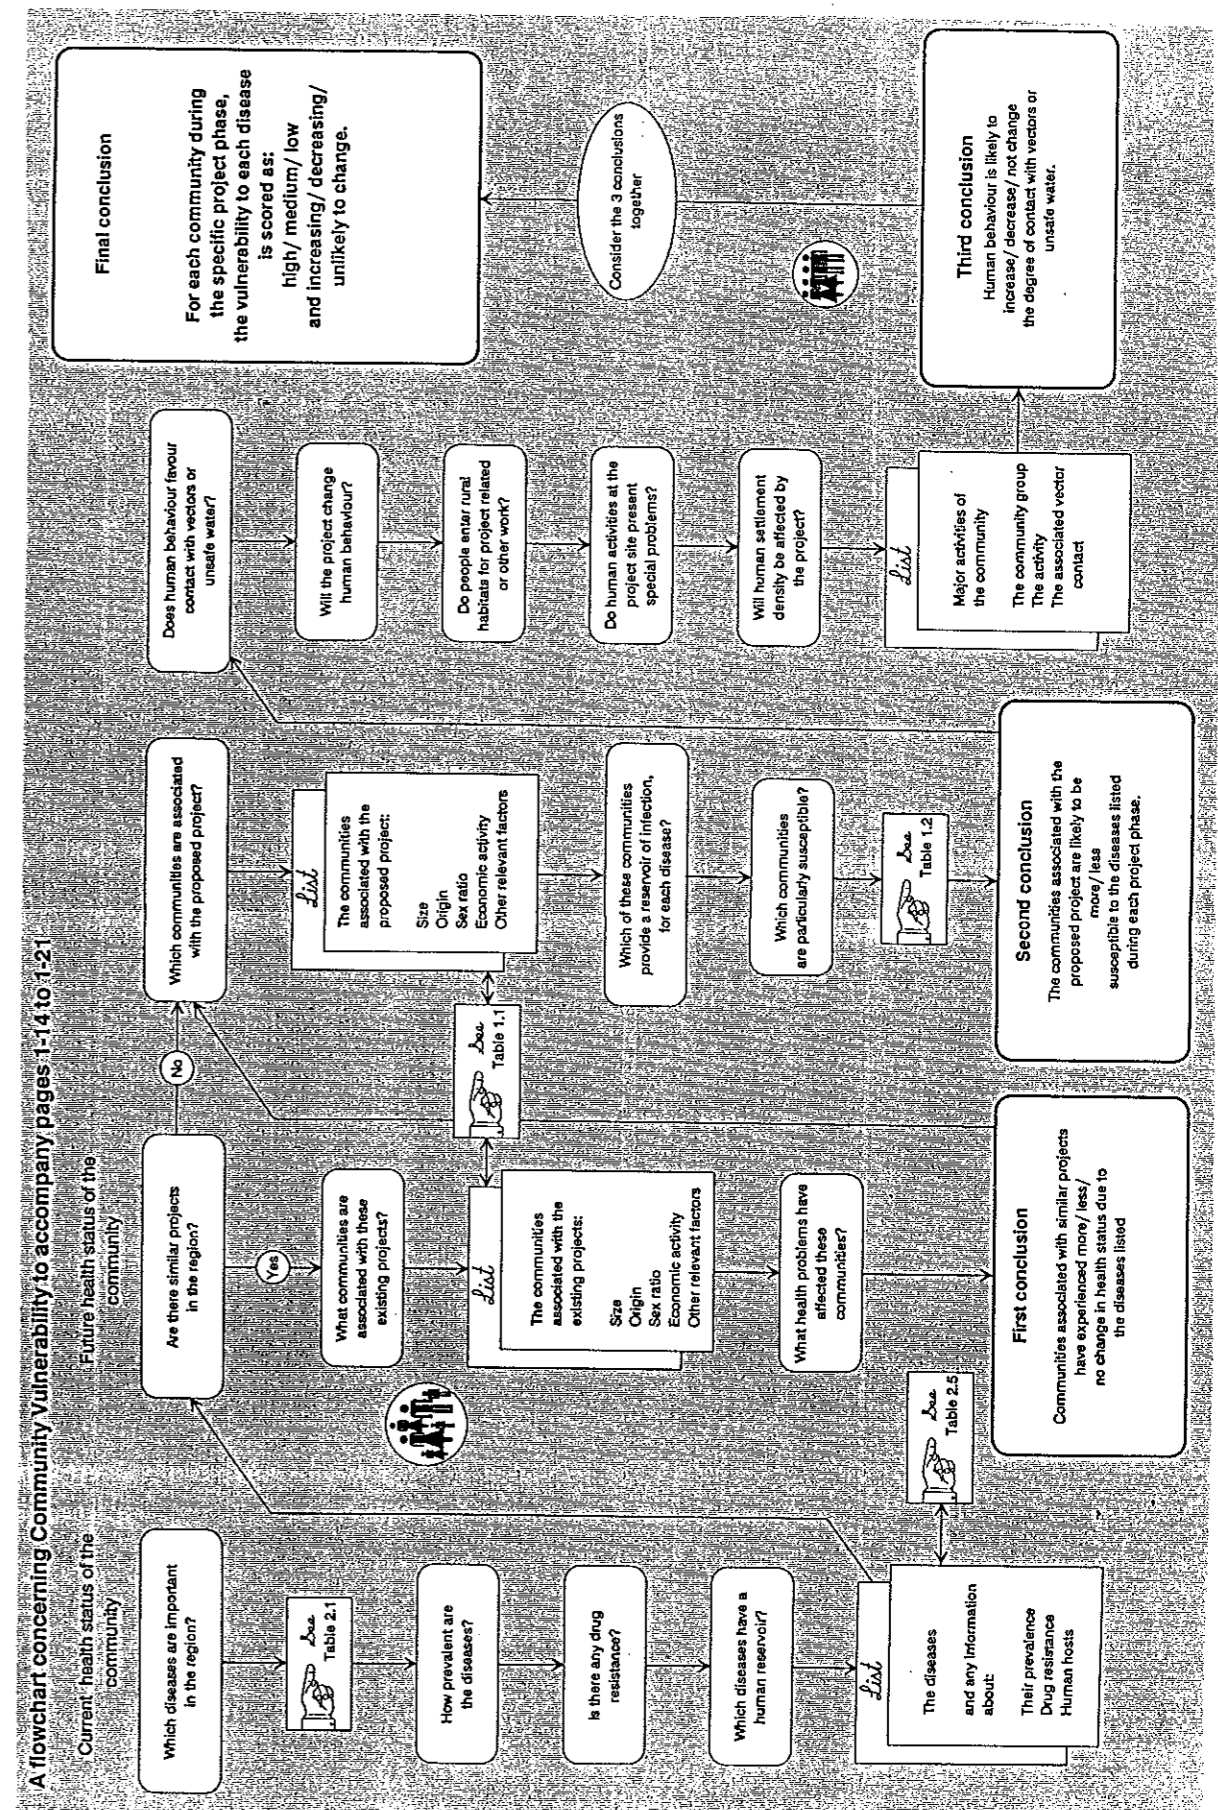 A flowchart concerning Community Vulnerability to accompany pages 1-14 to 1-21
Current health status of the
community
Which diseases are important
in the region?
See
Table 2.1
How prevalent are
the diseases?
Is there any drug
resistance?
Which diseases have a
human reservoir?
List
The diseases
and any information
about:
Their prevalence
Drug resistance
Human hosts
See
Table 2.5
Future health status of the
community
Are there similar projects
in the region?
Yes
No
What communities are
associated with these
existing projects?
List
The communities
associated with the
existing projects:
Size
Origin
Sex ratio
Economic activity
Other relevant factors
What health problems have
affected these
communities?
First conclusion
Communities associated with similar projects
have experienced more/ less/
no change in health status due to
the diseases listed
See
Table 1.1
Which communities are associated
with the proposed project?
List
The communities
associated with the
proposed project:
Size
Origin
Sex ratio
Economic activity
Other relevant factors
Which of these communities
provide a reservoir of infection,
for each disease?
Which communities
are particularly susceptible?
See
Table 1.2
Second conclusion
The communities associated with the
proposed project are likely to be
more/ less
susceptible to the diseases listed
during each project phase.
Does human behaviour favour
contact with vectors or
unsafe water?
Will the project change
human behaviour?
Do people enter rural
habitats for project related
or other work?
Do human activities at the
project site present
special problems?
Will human settlement
density be affected by
the project?
List
Major activities of
the community
The community group
The activity
The associated vector
contact
Third conclusion
Human behaviour is likely to
increase/ decrease/ not change
the degree of contact with vectors or
unsafe water.
Consider the 3 conclusions
together
Final conclusion
For each community during
the specific project phase,
the vulnerability to each disease
is scored as:
high/ medium/ low
and increasing/ decreasing/
unlikely to change.